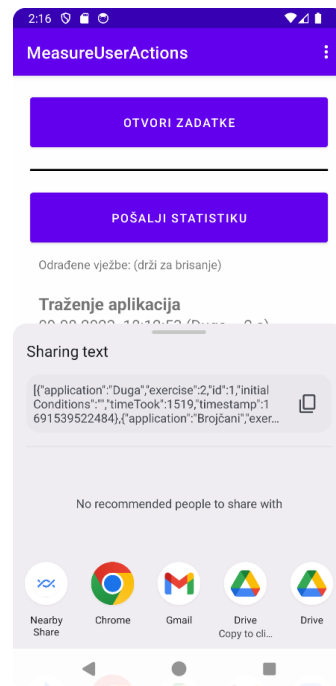 2:16
MeasureUserActions
OTVORI ZADATKE
POŠALJI STATISTIKU
Odrađene vježbe: (drži za brisanje)
Traženje aplikacija
Sharing text
[{"application":"Duga","exercise":2,"id":1,"initial
Conditions":"","timeTook":1519,"timestamp":1
691539522484},{"application":"Brojčani","exer...
No recommended people to share with
Nearby
Share
Chrome
Gmail
Drive
Copy to cli...
Drive